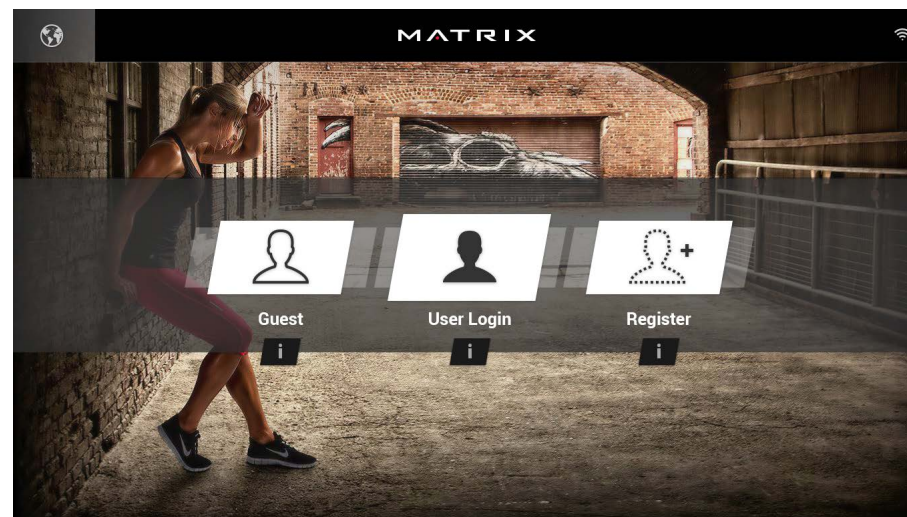 MATRIX
Guest
User Login
Register
i
i
i